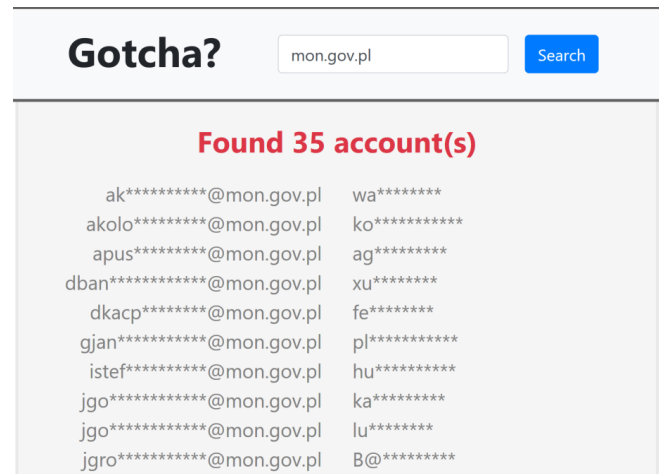 Gotcha? mon.gov.pl Search
Found 35 account(s)
ak**********@mon.gov.pl wa********
akolo*********@mon.gov.pl ko***********
apus*********@mon.gov.pl ag*********
dban************@mon.gov.pl xu********
dkacp********@mon.gov.pl fe********
gjan************@mon.gov.pl pl***********
istef***********@mon.gov.pl hu**********
jgo************@mon.gov.pl ka*********
jgo************@mon.gov.pl lu********
jgro***********@mon.gov.pl B@*********